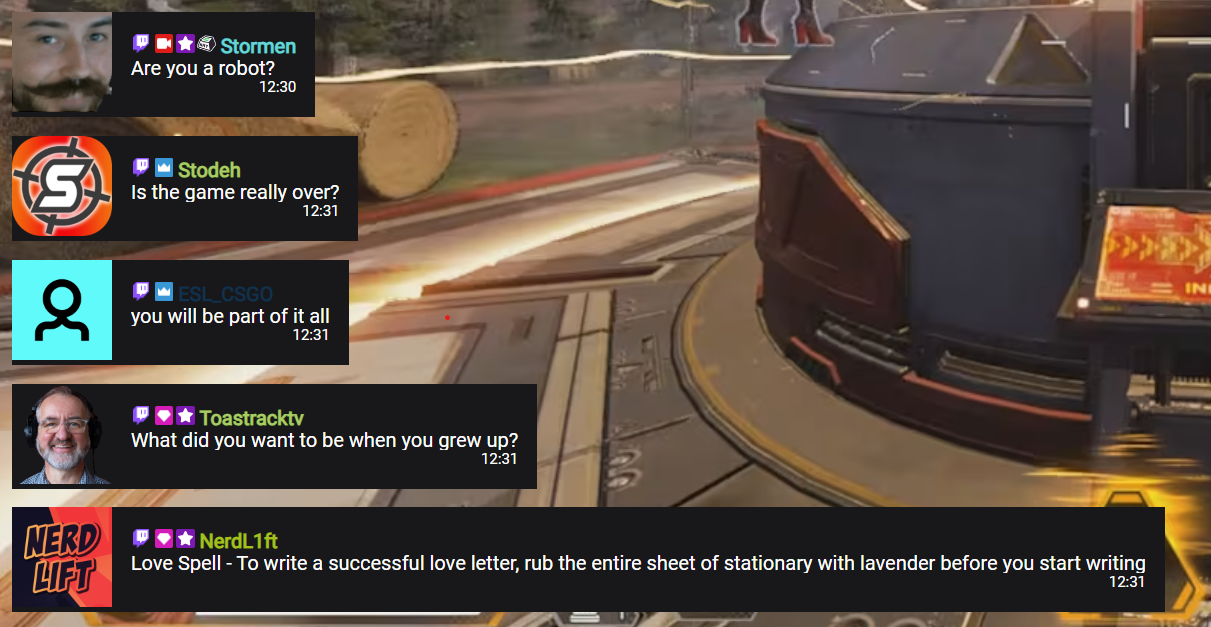 Stormen
Are you a robot?
12:30
S
Stodeh
Is the game really over?
12:31
ESL_CSGO
you will be part of it all
12:31
Toastracktv
What did you want to be when you grew up?
12:31
NERD
LIFT
NerdL1ft
Love Spell - To write a successful love letter, rub the entire sheet of stationary with lavender before you start writing
12:31
IN